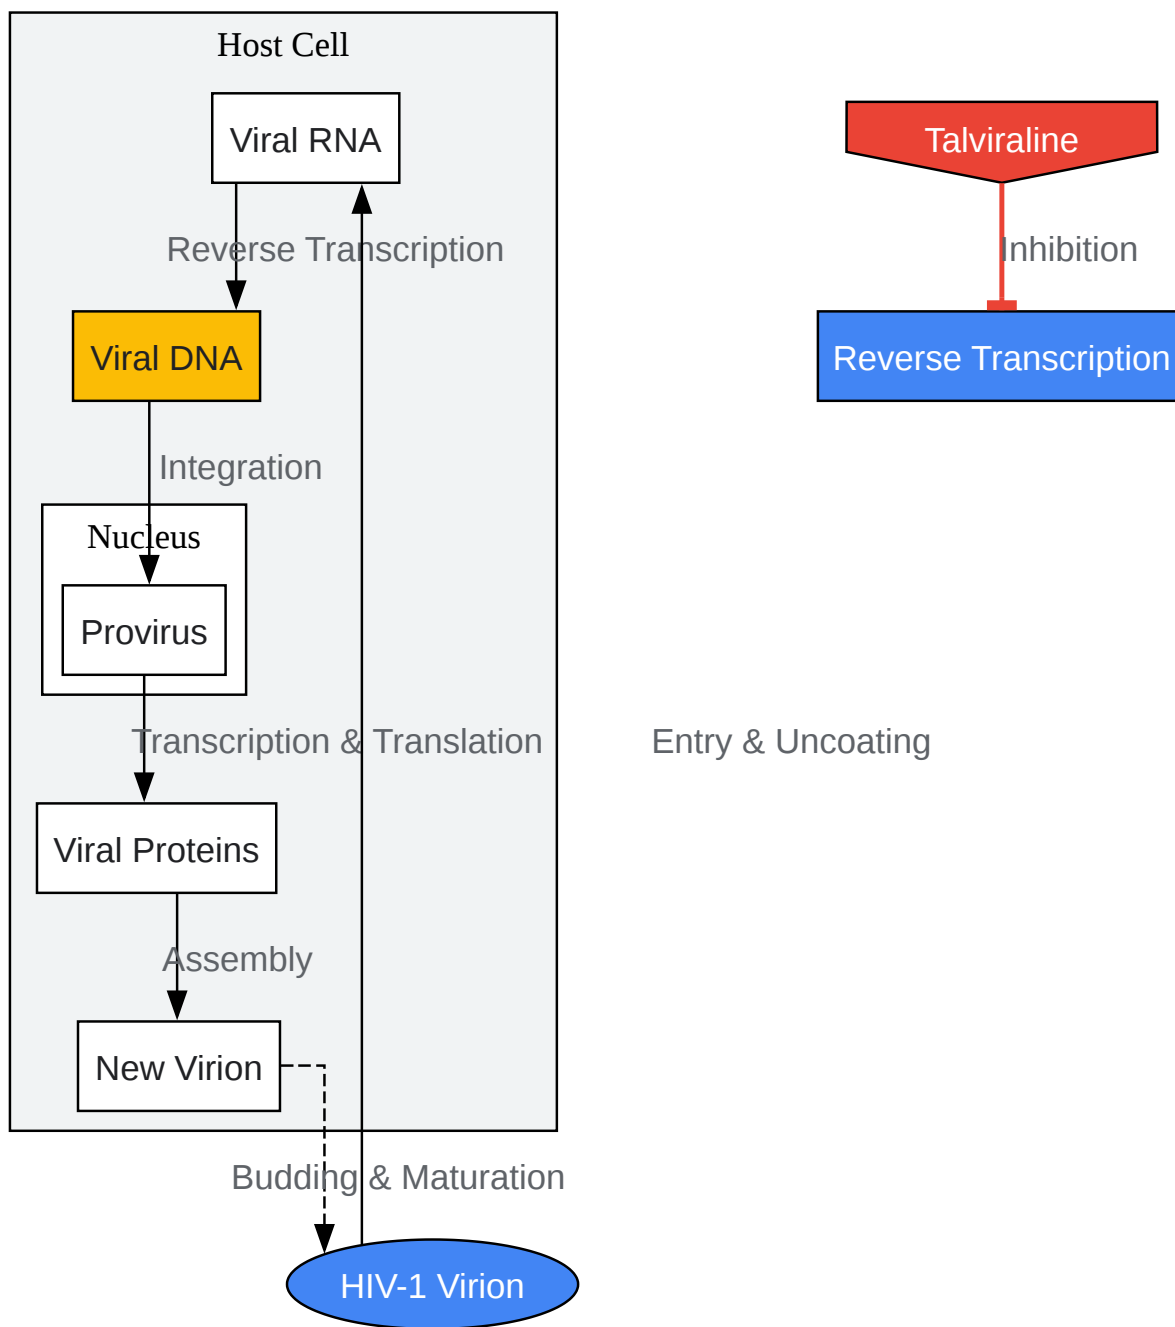 Host Cell
Viral RNA
Talviraline
Reverse Transcription
Inhibition
Viral DNA
Reverse Transcription
Integration
Nucleus
Provirus
Transcription & Translation
Entry & Uncoating
Viral Proteins
Assembly
New Virion
Budding & Maturation
HIV-1 Virion